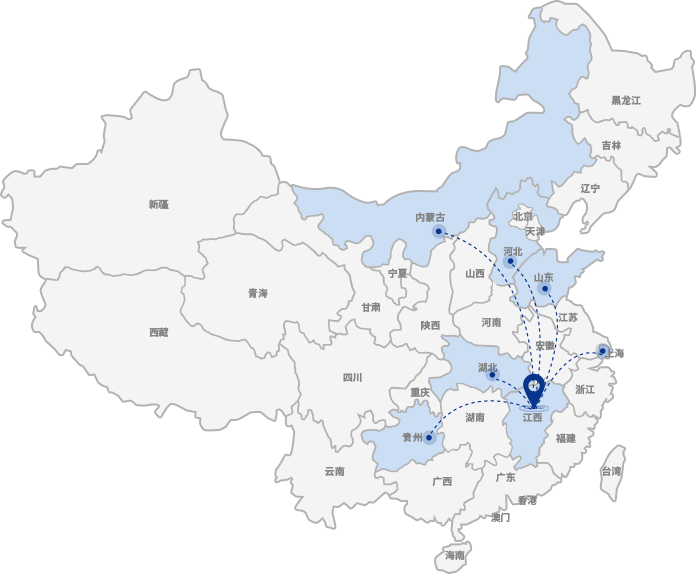 黑龙江
吉林
辽宁
新疆
内蒙古
北京
天津
河北
山西
宁夏
山东
青海
甘肃
江苏
河南
陕西
西藏
安徽
上海
湖北
四川
重庆
浙江
湖南
江西
贵州
福建
云南
台湾
广西
广东
香港
澳门
海南